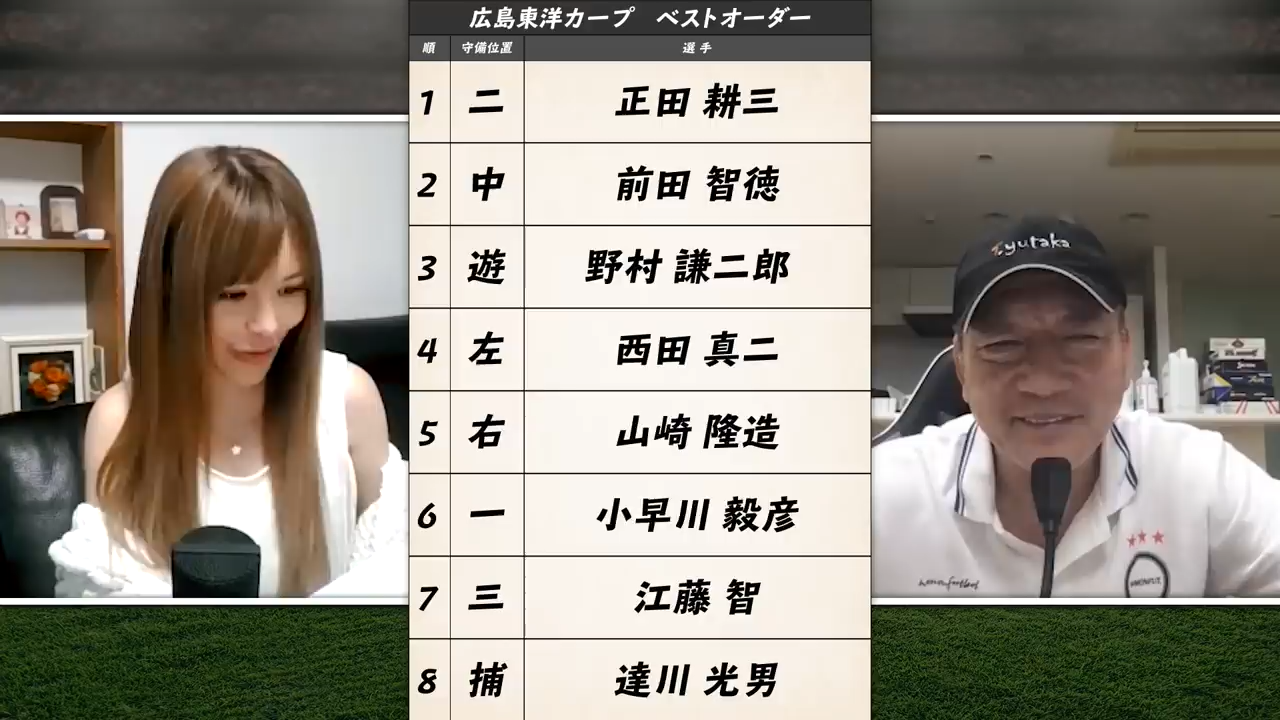 広島東洋カープ ベストオーダー
順 守備位置 選手
1 二 正田 耕三
2 中 前田 智徳
3 遊 野村 謙二郎
4 左 西田 真二
5 右 山崎 隆造
6 一 小早川 毅彦
7 三 江藤 智
8 捕 達川 光男
yutaka